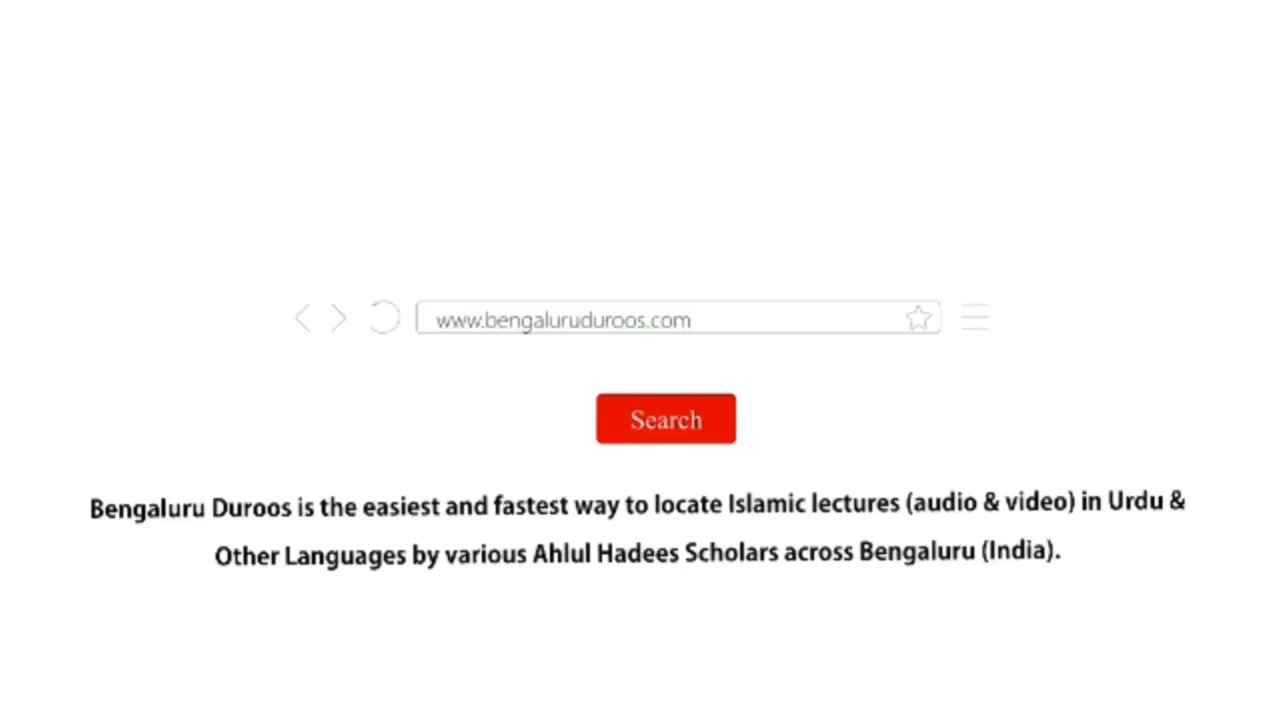 www.bengaluruduroos.com
Search
Bengaluru Duroos is the easiest and fastest way to locate Islamic lectures (audio & video) in Urdu &
Other Languages by various Ahlul Hadees Scholars across Bengaluru (India).